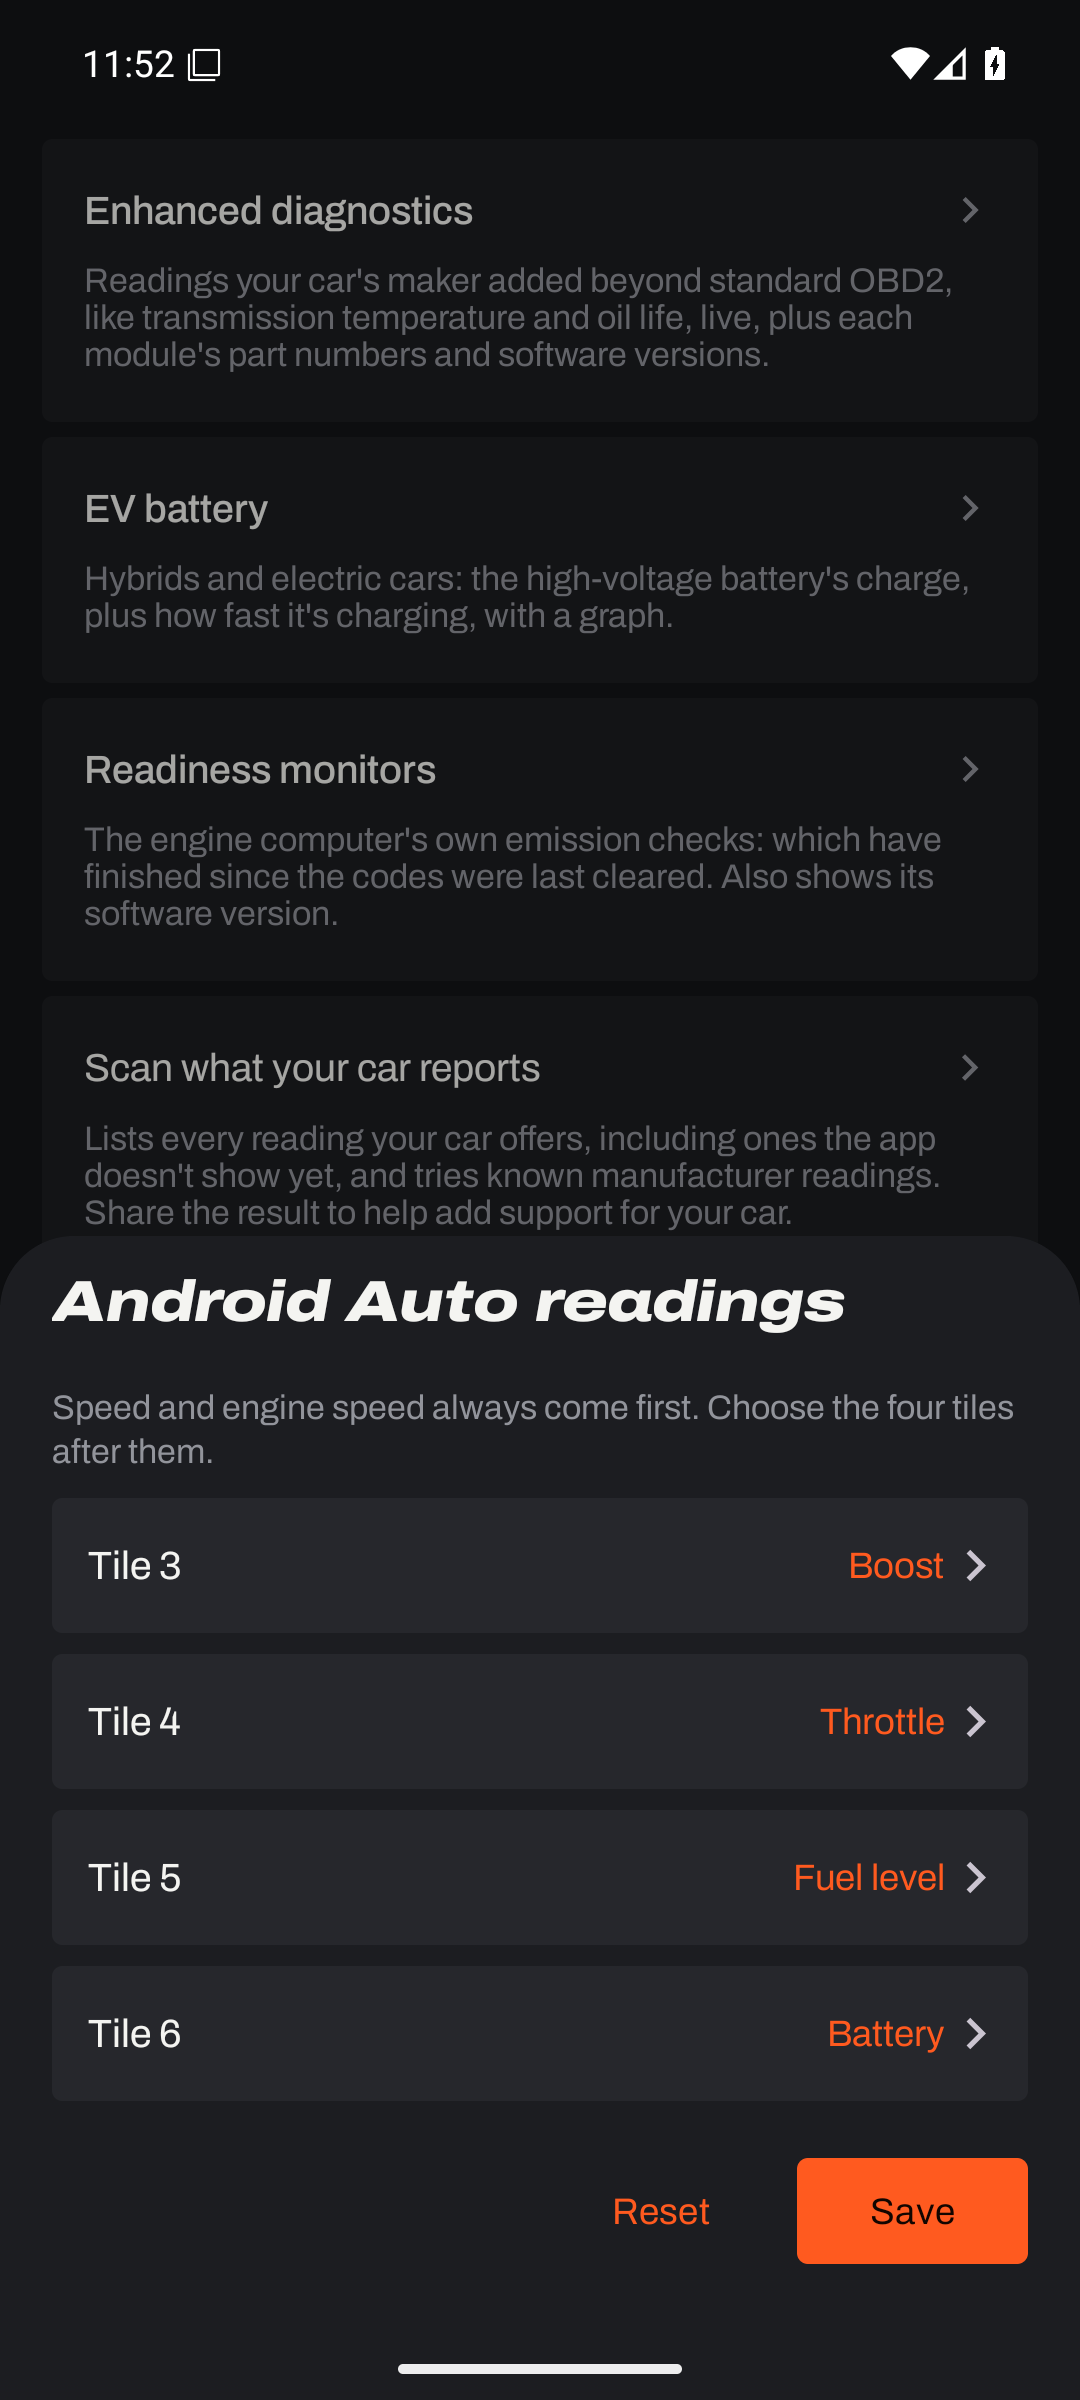 11:52
Enhanced diagnostics
Readings your car's maker added beyond standard OBD2,
like transmission temperature and oil life, live, plus each
module's part numbers and software versions.
EV battery
Hybrids and electric cars: the high-voltage battery's charge,
plus how fast it's charging, with a graph.
Readiness monitors
The engine computer's own emission checks: which have
finished since the codes were last cleared. Also shows its
software version.
Scan what your car reports
Lists every reading your car offers, including ones the app
doesn't show yet, and tries known manufacturer readings.
Share the result to help add support for your car.
Android Auto readings
Speed and engine speed always come first. Choose the four tiles
after them.
Tile 3 Boost
Tile 4 Throttle
Tile 5 Fuel level
Tile 6 Battery
Reset Save